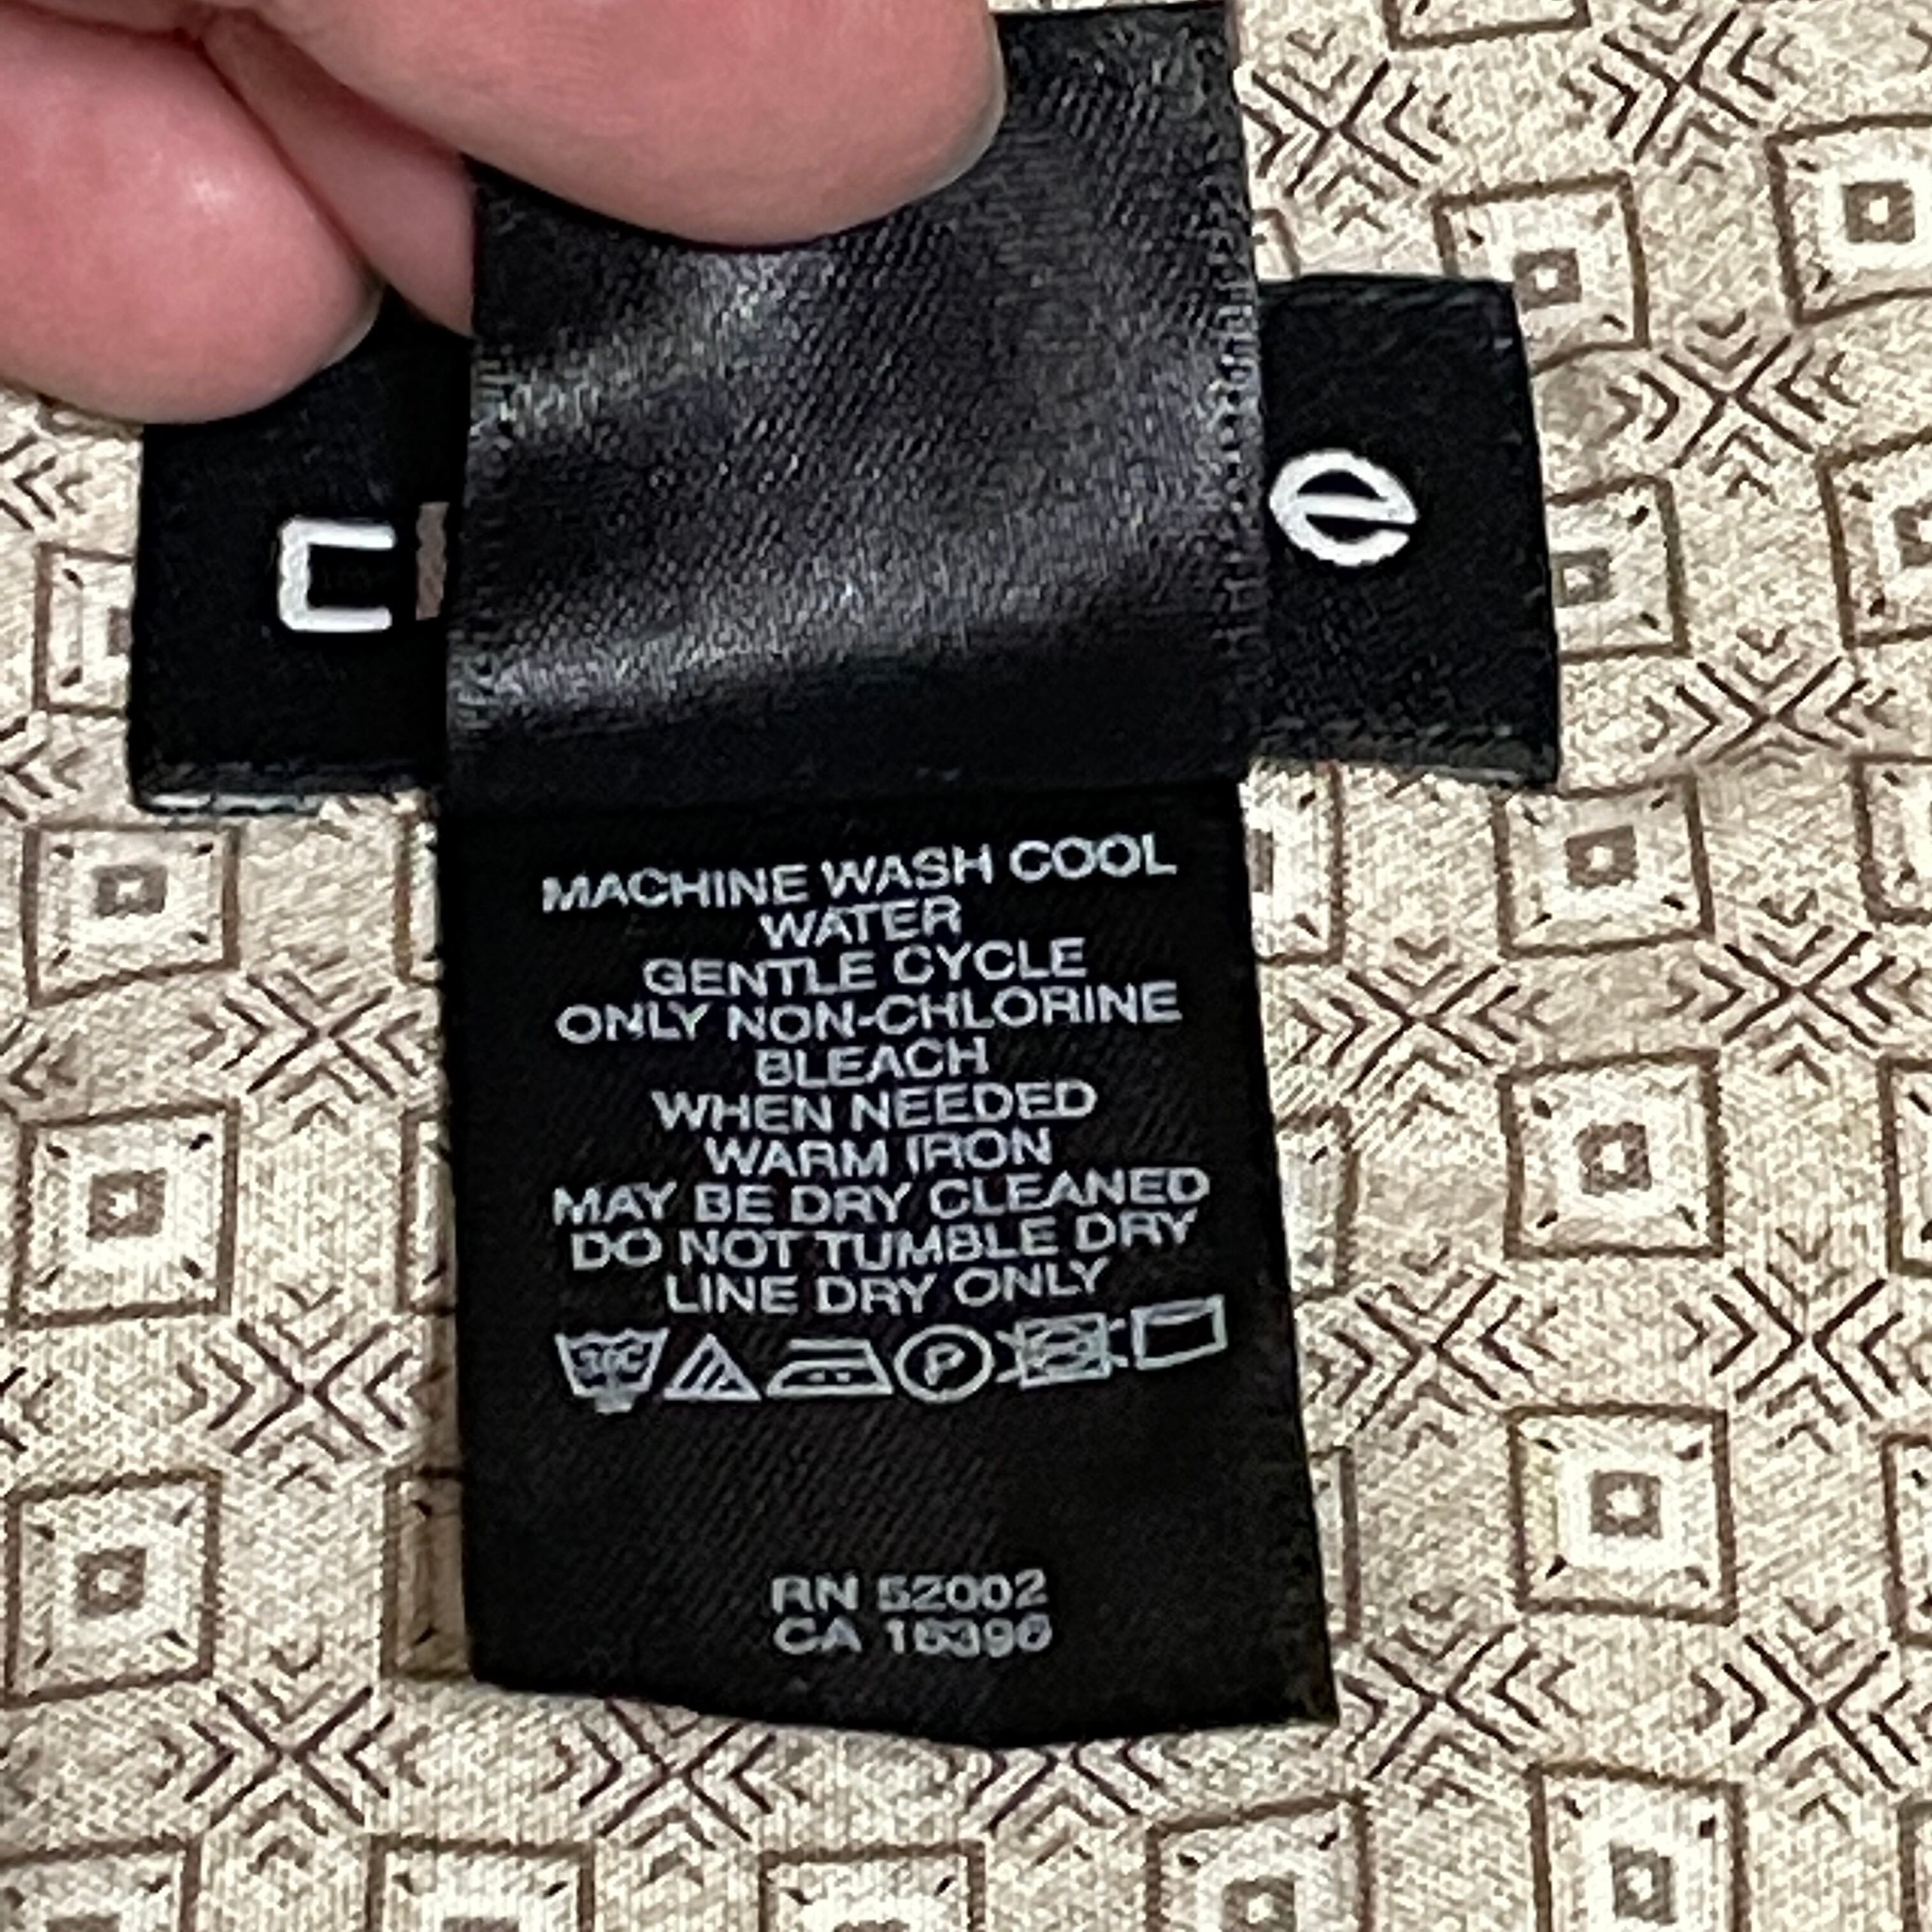 c
e
MACHINE WASH COOL
WATER
GENTLE CYCLE
ONLY NON-CHLORINE
BLEACH
WHEN NEEDED
WARM IRON
MAY BE DRY CLEANED
DO NOT TUMBLE DRY
LINE DRY ONLY
30C P
RN 52002
CA 15396